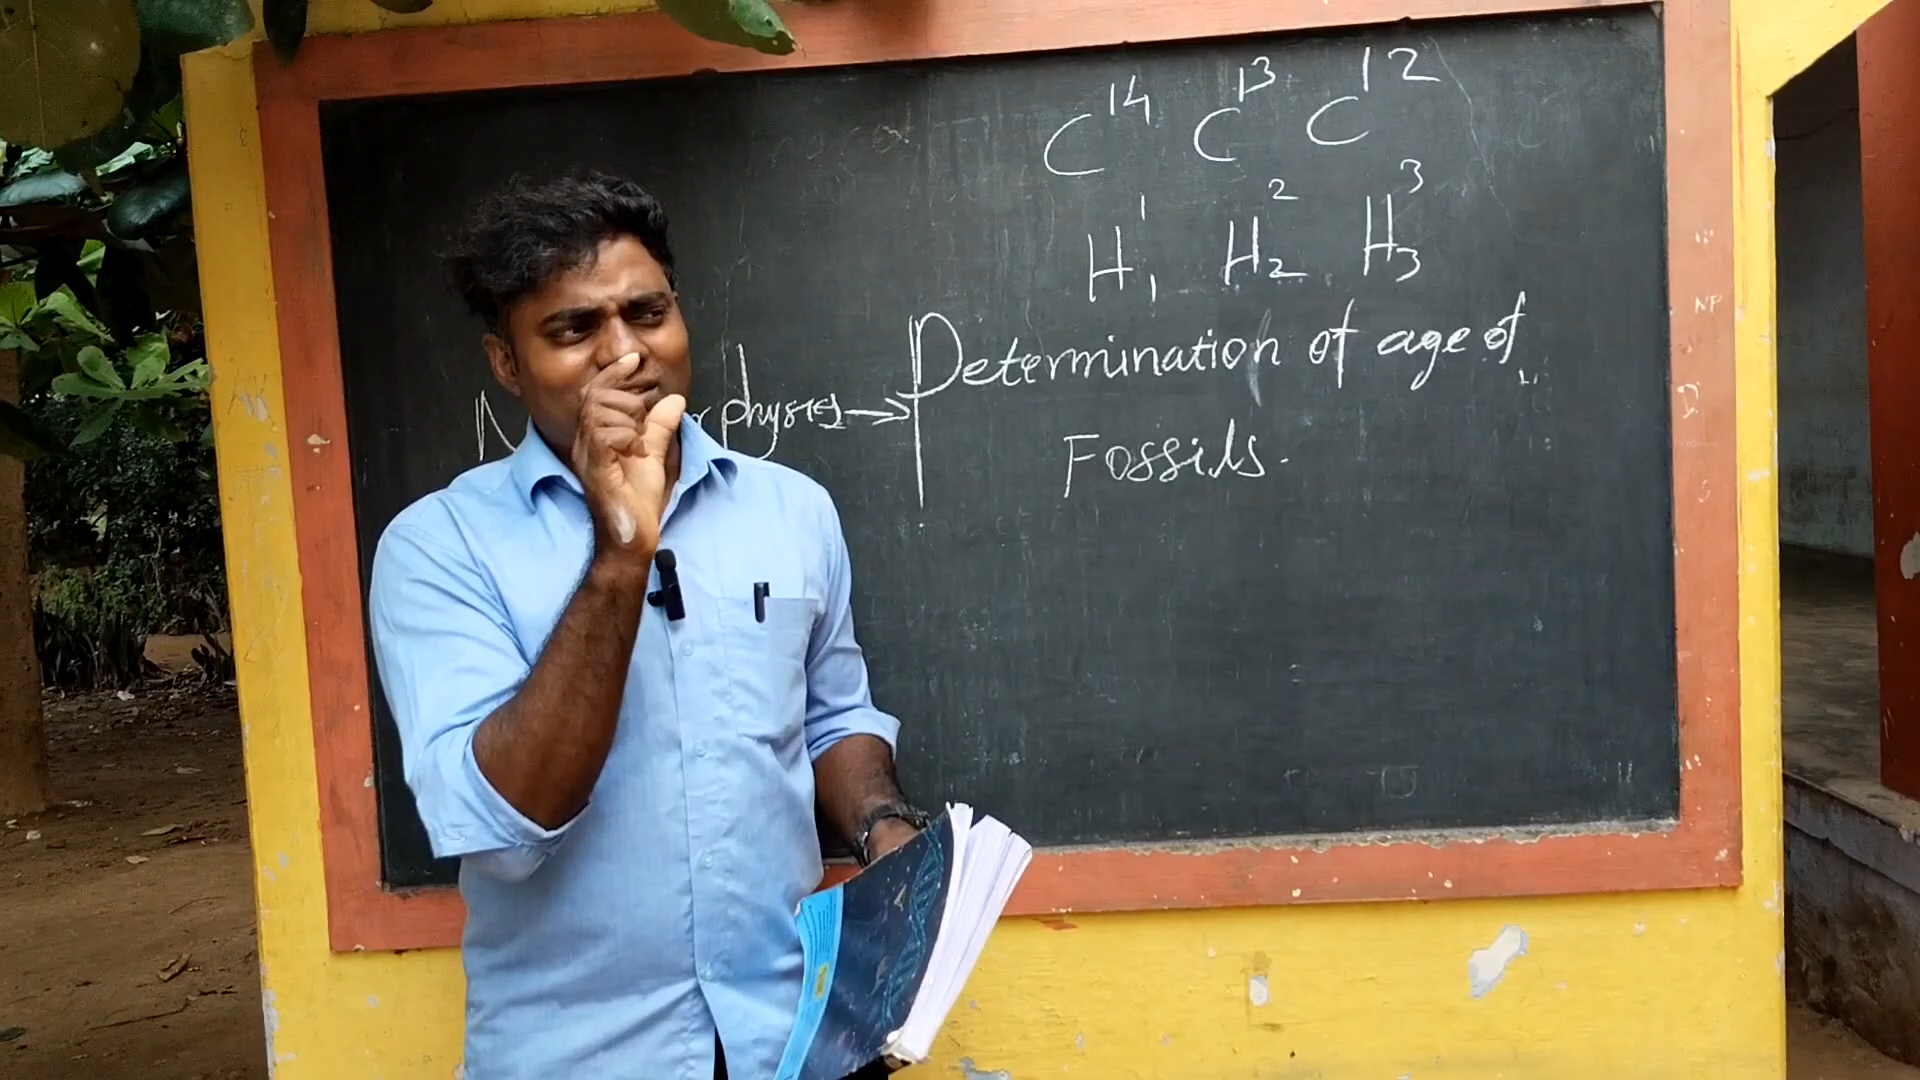 C¹⁴ C¹³ C¹²
H₁¹ H₂² H₃³
Determination of age of
physics →
Fossils.